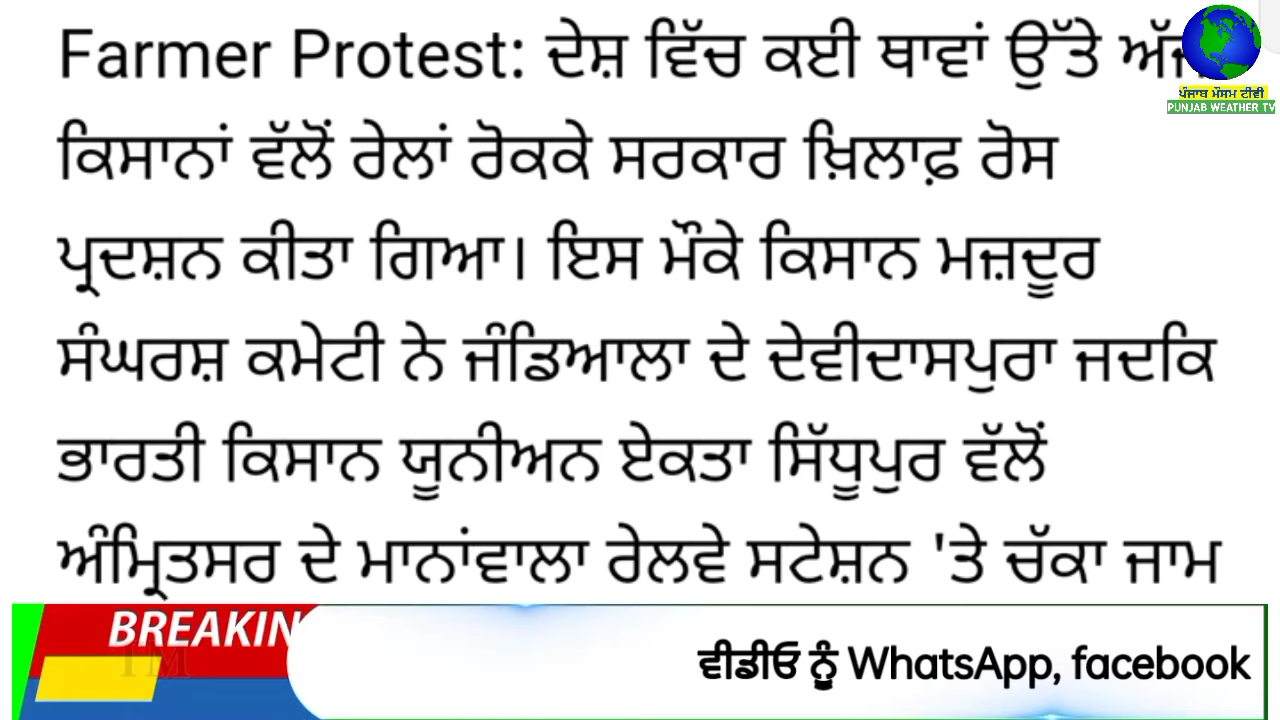 Farmer Protest: ਦੇਸ਼ ਵਿੱਚ ਕਈ ਥਾਵਾਂ ਉੱਤੇ
ਕਿਸਾਨਾਂ ਵੱਲੋਂ ਰੇਲਾਂ ਰੋਕਕੇ ਸਰਕਾਰ ਖ਼ਿਲਾਫ਼ ਰੋਸ
ਪ੍ਰਦਸ਼ਨ ਕੀਤਾ ਗਿਆ। ਇਸ ਮੌਕੇ ਕਿਸਾਨ ਮਜ਼ਦੂਰ
ਸੰਘਰਸ਼ ਕਮੇਟੀ ਨੇ ਜੰਡਿਆਲਾ ਦੇ ਦੇਵੀਦਾਸਪੁਰਾ ਜਦਕਿ
ਭਾਰਤੀ ਕਿਸਾਨ ਯੂਨੀਅਨ ਏਕਤਾ ਸਿੱਧੂਪੁਰ ਵੱਲੋਂ
ਅੰਮ੍ਰਿਤਸਰ ਦੇ ਮਾਨਾਂਵਾਲਾ ਰੇਲਵੇ ਸਟੇਸ਼ਨ 'ਤੇ ਚੱਕਾ ਜਾਮ
ਪੰਜਾਬ ਮੌਸਮ ਟੀਵੀ
PUNJAB WEATHER TV
BREAKIN
ਵੀਡੀਓ ਨੂੰ WhatsApp, facebook